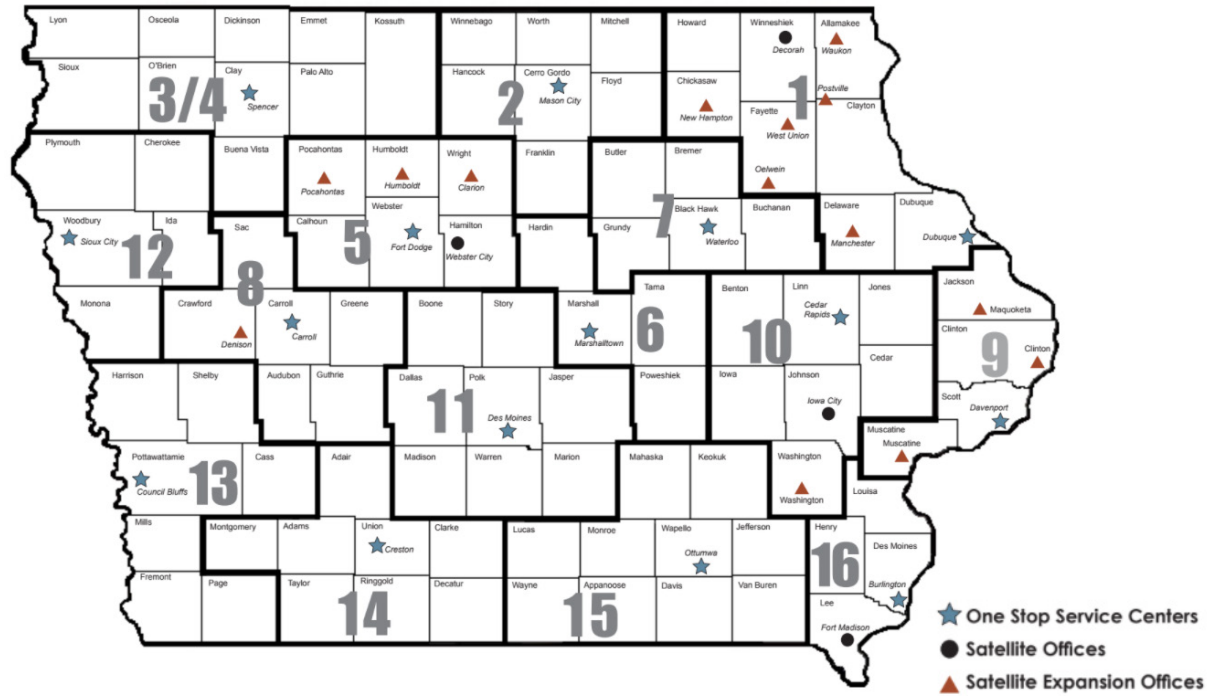 Lyon
Osceola
Dickinson
Emmet
Kossuth
Winnebago
Worth
Mitchell
Howard
Winneshiek
Decorah
Allamakee
Waukon
Sioux
O'Brien
Clay
Spencer
Palo Alto
Hancock
Cerro Gordo
Mason City
Floyd
Chickasaw
New Hampton
Postville
Fayette
West Union
Clayton
Oelwein
3/4
2
1
Plymouth
Cherokee
Buena Vista
Pocahontas
Pocahontas
Humboldt
Humboldt
Wright
Clarion
Franklin
Butler
Bremer
Woodbury
Sioux City
Ida
Sac
Calhoun
Webster
Fort Dodge
Hamilton
Webster City
Hardin
Grundy
Black Hawk
Waterloo
Buchanan
Delaware
Manchester
Dubuque
Dubuque
12
5
7
Monona
Crawford
Denison
Carroll
Carroll
Greene
Boone
Story
Marshall
Marshalltown
Tama
Benton
Linn
Cedar
Rapids
Jones
Jackson
Maquoketa
Clinton
Clinton
8
6
10
9
Harrison
Shelby
Audubon
Guthrie
Dallas
Polk
Des Moines
Jasper
Poweshiek
Iowa
Johnson
Iowa City
Cedar
Scott
Davenport
11
Muscatine
Muscatine
Pottawattamie
Council Bluffs
Cass
Adair
Madison
Warren
Marion
Mahaska
Keokuk
Washington
Washington
Louisa
13
Mills
Montgomery
Adams
Union
Creston
Clarke
Lucas
Monroe
Wapello
Ottumwa
Jefferson
Henry
Des Moines
Burlington
16
Fremont
Page
Taylor
Ringgold
Decatur
Wayne
Appanoose
Davis
Van Buren
Lee
Fort Madison
14
15
One Stop Service Centers
Satellite Offices
Satellite Expansion Offices